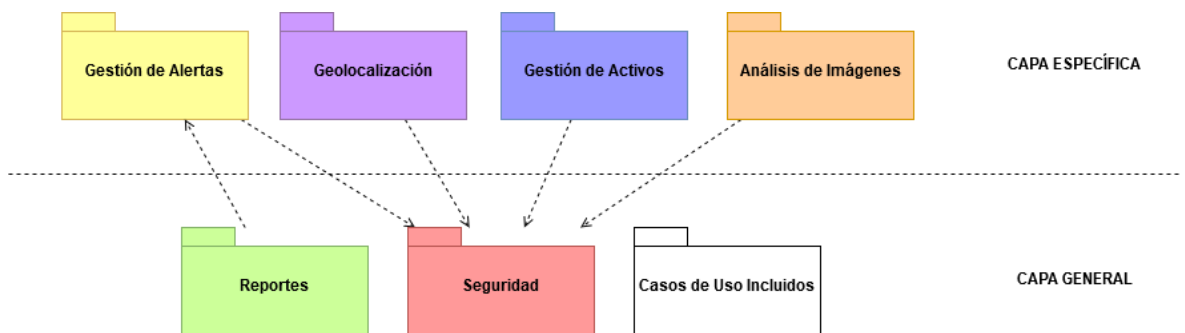 Gestión de Alertas
Geolocalización
Gestión de Activos
Análisis de Imágenes
CAPA ESPECÍFICA
Reportes
Seguridad
Casos de Uso Incluidos
CAPA GENERAL